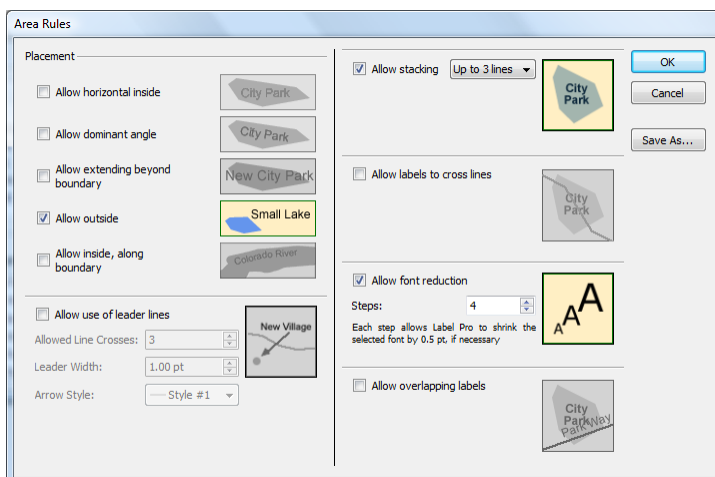 Area Rules
Placement
Allow horizontal inside
City Park
Allow dominant angle
City Park
Allow extending beyond
boundary
New City Park
Allow outside
Small Lake
Allow inside, along
boundary
Colorado River
Allow use of leader lines
New Village
Allowed Line Crosses:
3
Leader Width:
1.00 pt
Arrow Style:
Style #1
Allow stacking
Up to 3 lines
City
Park
Allow labels to cross lines
City
Park
Allow font reduction
Steps:
4
Each step allows Label Pro to shrink the
selected font by 0.5 pt, if necessary
A A A
Allow overlapping labels
City
Park
Park Way
OK
Cancel
Save As...